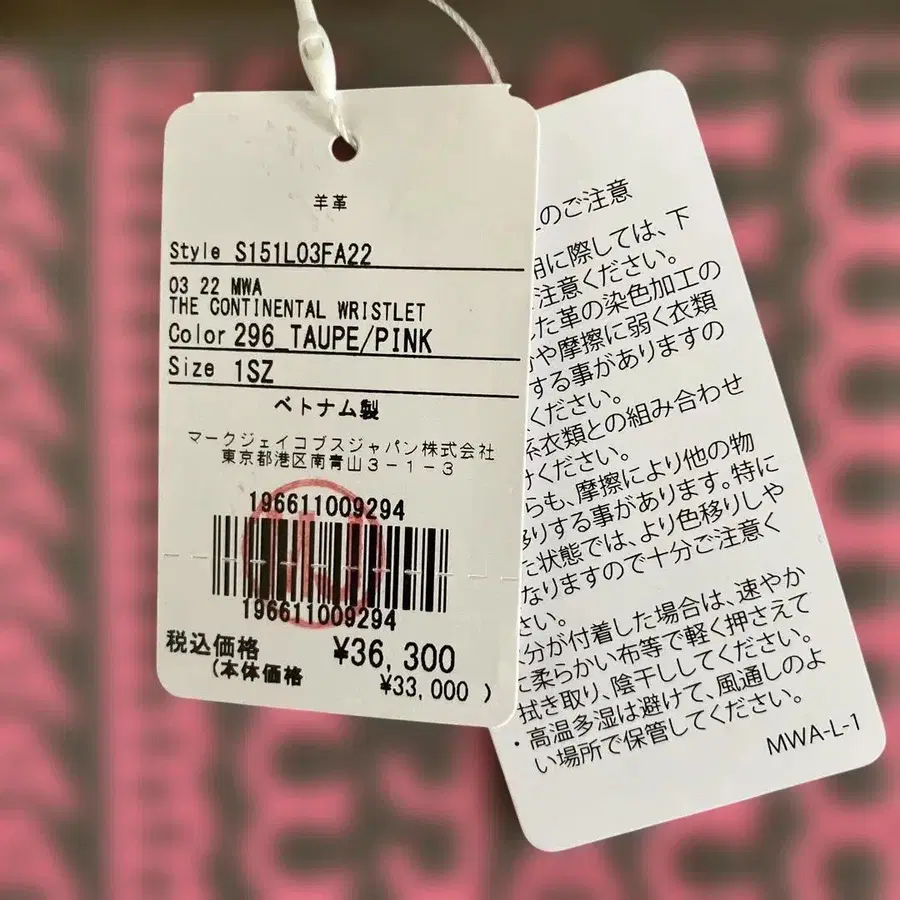 羊革
Style S151L03FA22
03 22 MWA
THE CONTINENTAL WRISTLET
Color 296_TAUPE/PINK
Size 1SZ
ベトナム製
マークジェイコブスジャパン株式会社
東京都港区南青山3-1-3
196611009294
196611009294
税込価格 ¥36,300
(本体価格 ¥33,000 )
のご注意
用に際しては、下
注意ください。
た革の染色加工の
や摩擦に弱く衣類
する事がありますの
ください。
系衣類との組み合わせ
ください。
らも、摩擦により他の物
移りする事があります。特に
た状態では、より色移りしや
なりますので十分ご注意く
さい。
分が付着した場合は、速やか
に柔らかい布等で軽く押さえて
拭き取り、陰干ししてください。
・高温多湿は避けて、風通しのよ
い場所で保管してください。
MWA-L-1